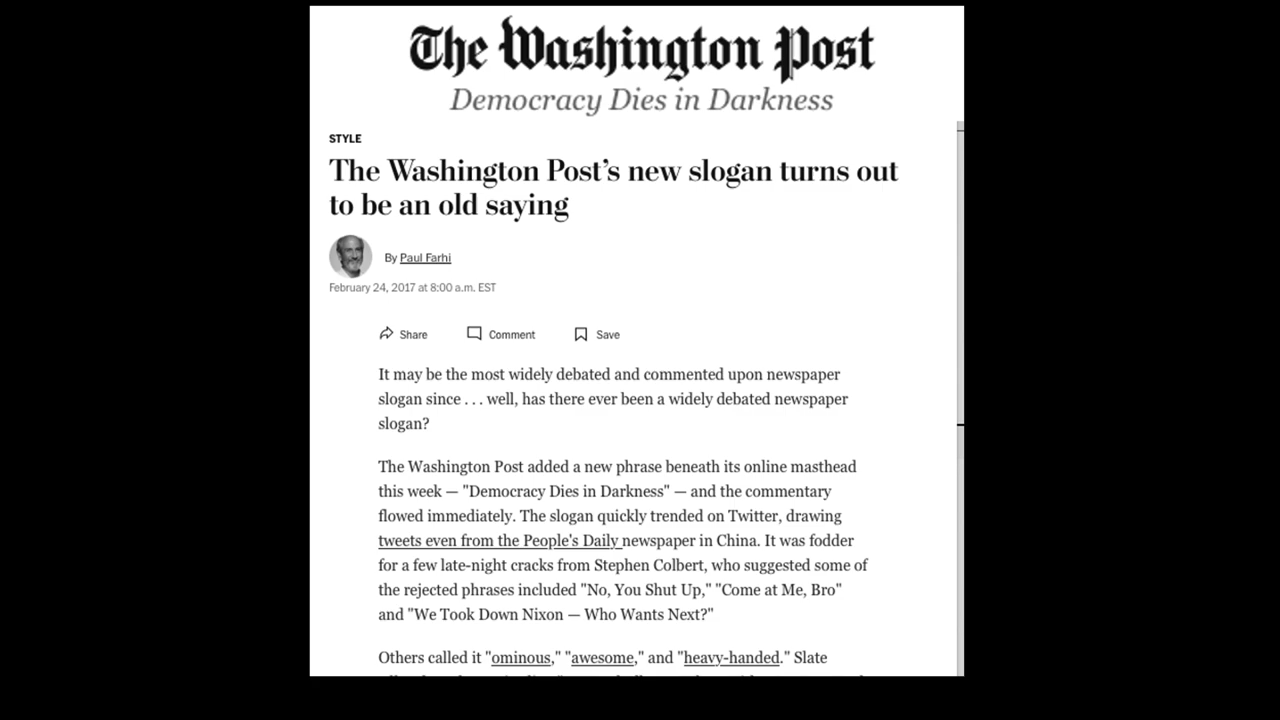 The Washington Post
Democracy Dies in Darkness
STYLE
The Washington Post’s new slogan turns out
to be an old saying
By Paul Farhi
February 24, 2017 at 8:00 a.m. EST
Share Comment Save
It may be the most widely debated and commented upon newspaper
slogan since . . . well, has there ever been a widely debated newspaper
slogan?
The Washington Post added a new phrase beneath its online masthead
this week — "Democracy Dies in Darkness" — and the commentary
flowed immediately. The slogan quickly trended on Twitter, drawing
tweets even from the People's Daily newspaper in China. It was fodder
for a few late-night cracks from Stephen Colbert, who suggested some of
the rejected phrases included "No, You Shut Up," "Come at Me, Bro"
and "We Took Down Nixon — Who Wants Next?"
Others called it "ominous," "awesome," and "heavy-handed." Slate